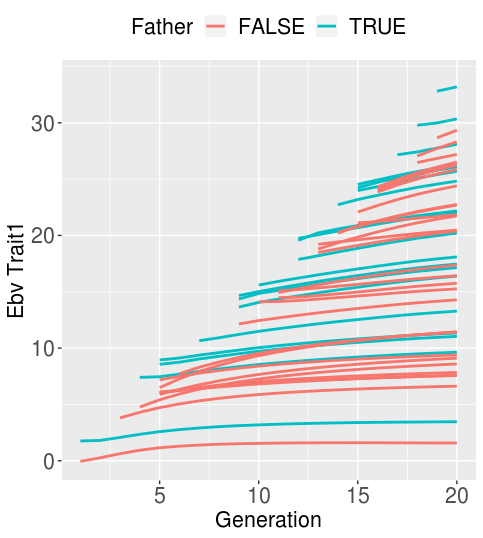 Father FALSE TRUE
Ebv Trait1
30
20
10
0
5 10 15 20
Generation